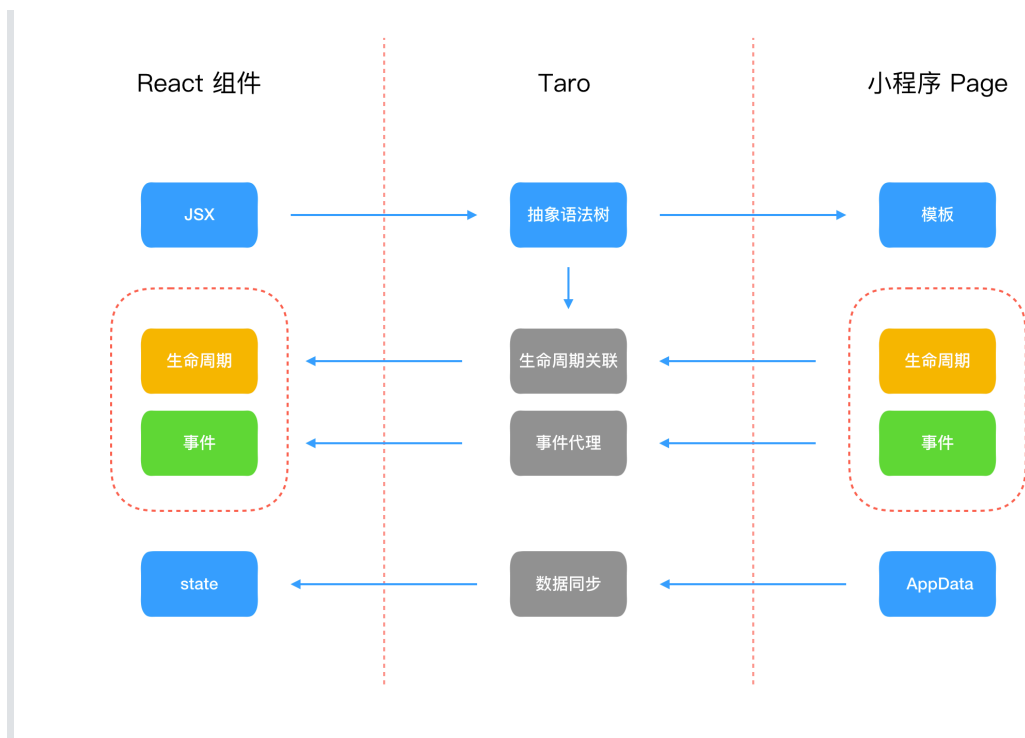 React 组件
Taro
小程序 Page
JSX
抽象语法树
模板
生命周期
生命周期关联
生命周期
事件
事件代理
事件
state
数据同步
AppData